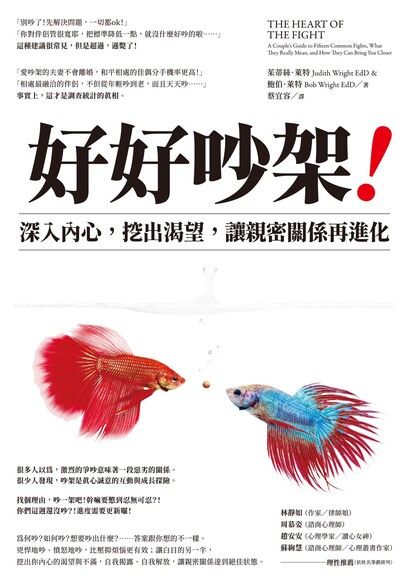 「別吵了!先解決問題,一切都ok!」
「你對伴侶管很寬哪,把標準降低一點,就沒什麼好吵的啦……」
這種建議很常見,但是超過,過獘了!
「愛吵架的夫妻不會離婚,和平相處的佳偶分手機率更高!」
「相處最融洽的伴侶,不但從年輕吵到老,而且天天吵……」
事實上,這才是調查統計的真相。
THE HEART OF
THE FIGHT
A Couple's Guide to Fifteen Common Fights, What
They Really Mean, and How They Can Bring You Closer
茱蒂絲・萊特 Judith Wright EdD &
鮑伯・萊特 Bob Wright EdD/著
蔡宜容/譯
好好吵架!
深入內心,挖出渴望,讓親密關係再進化
很多人以為,激烈的爭吵意味著一段惡劣的關係。
很少人發現,吵架是真心誠意的互動與成長探險。
找個理由,吵一架吧!幹嘛要憋到忍無可忍?!
你們這週還沒吵?!進度需要更新喔!
為何吵?如何吵?想要吵出什麼?……答案跟你想的不一樣。
勇悍地吵、憤怒地吵,比壓抑煩惱更有效;讓白目的另一半,
挖出你內心的渴望與不滿,自我揭露、自我解放,讓親密關係達到絕佳狀態。
林靜如(作家/律師娘)
周慕姿(諮商心理師)
趙安安(心理學家/讀心女神)
蘇絢慧(諮商心理師/心理叢書作家)
理性推薦(依姓名筆劃排列)